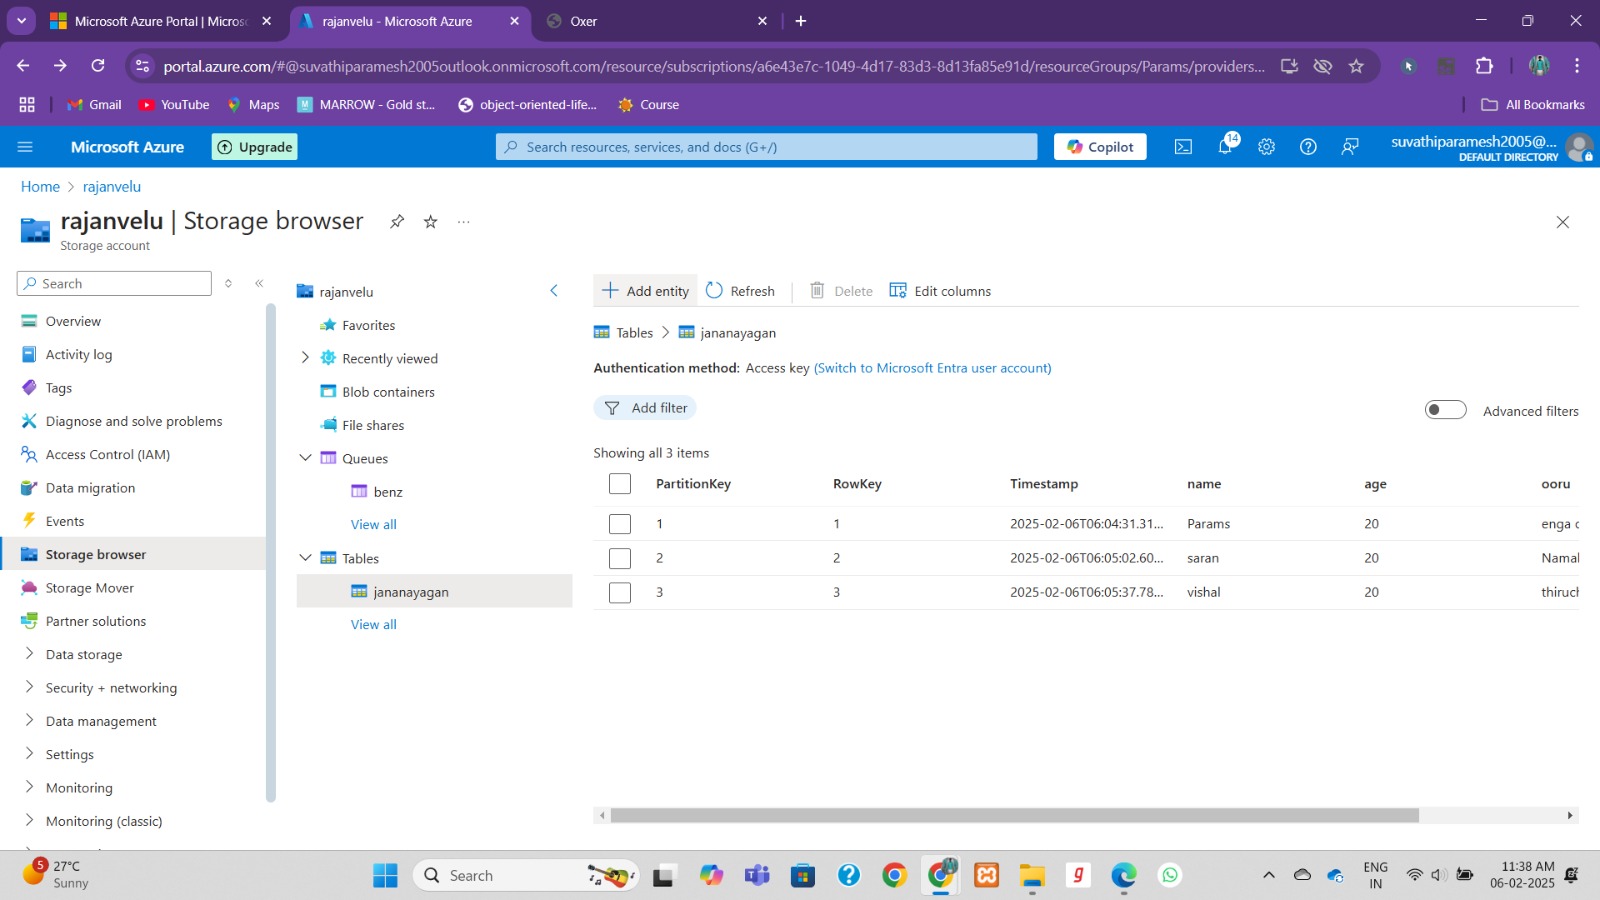 Microsoft Azure Portal | Micros
rajanvelu - Microsoft Azure
Oxer
portal.azure.com/#@suvathiparamesh2005outlook.onmicrosoft.com/resource/subscriptions/a6e43e7c-1049-4d17-83d3-8d13fa85e91d/resourceGroups/Params/providers...
Gmail YouTube Maps MARROW - Gold st... object-oriented-life... Course All Bookmarks
Microsoft Azure Upgrade Search resources, services, and docs (G+/) Copilot 14 suvathiparamesh2005@...
DEFAULT DIRECTORY
Home > rajanvelu
rajanvelu | Storage browser ...
Storage account
Search
Overview
Activity log
Tags
Diagnose and solve problems
Access Control (IAM)
Data migration
Events
Storage browser
Storage Mover
Partner solutions
Data storage
Security + networking
Data management
Settings
Monitoring
Monitoring (classic)
rajanvelu
Favorites
Recently viewed
Blob containers
File shares
Queues
benz
View all
Tables
jananayagan
View all
Add entity Refresh Delete Edit columns
Tables > jananayagan
Authentication method: Access key (Switch to Microsoft Entra user account)
Add filter Advanced filters
Showing all 3 items
PartitionKey RowKey Timestamp name age ooru
1 1 2025-02-06T06:04:31.31... Params 20 enga
2 2 2025-02-06T06:05:02.60... saran 20 Namal
3 3 2025-02-06T06:05:37.78... vishal 20 thiruch
5 27°C
Sunny
Search
ENG
IN
11:38 AM
06-02-2025